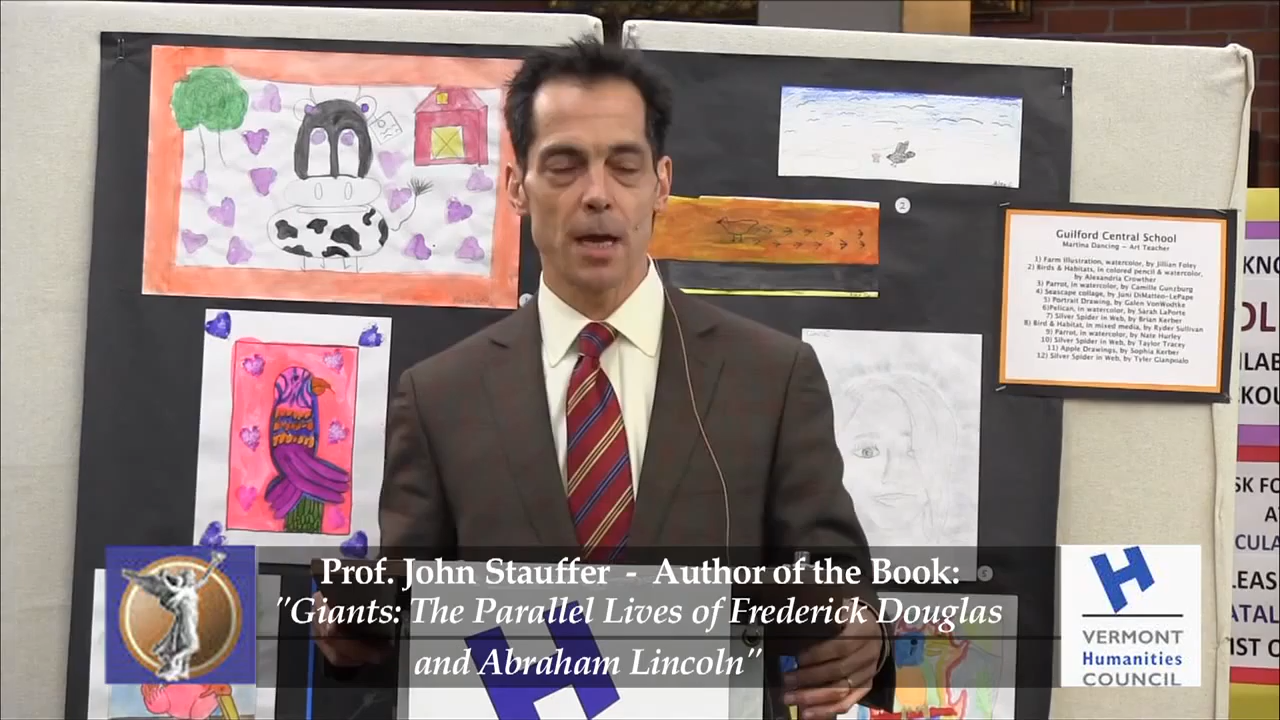 Guilford Central School
Martina Dancing – Art Teacher
1) Farm Illustration, watercolor, by Jillian Foley
2) Birds & Habitats, in colored pencil & watercolor,
by Alexandria Crowther
3) Parrot, in watercolor, by Camille Gunzburg
4) Seascape collage, by Juni DiMatteo-LePape
5) Portrait Drawing, by Galen VonWodtke
6)Pelican, in watercolor, by Sarah LaPorte
7) Silver Spider in Web, by Brian Kerber
8) Bird & Habitat, in mixed media, by Ryder Sullivan
9) Parrot, in watercolor, by Nate Hurley
10) Silver Spider in Web, by Taylor Tracey
11) Apple Drawings, by Sophia Kerber
12) Silver Spider in Web, by Tyler Gianpoalo
2
Prof. John Stauffer - Author of the Book:
"Giants: The Parallel Lives of Frederick Douglas
and Abraham Lincoln"
H
VERMONT
Humanities
COUNCIL